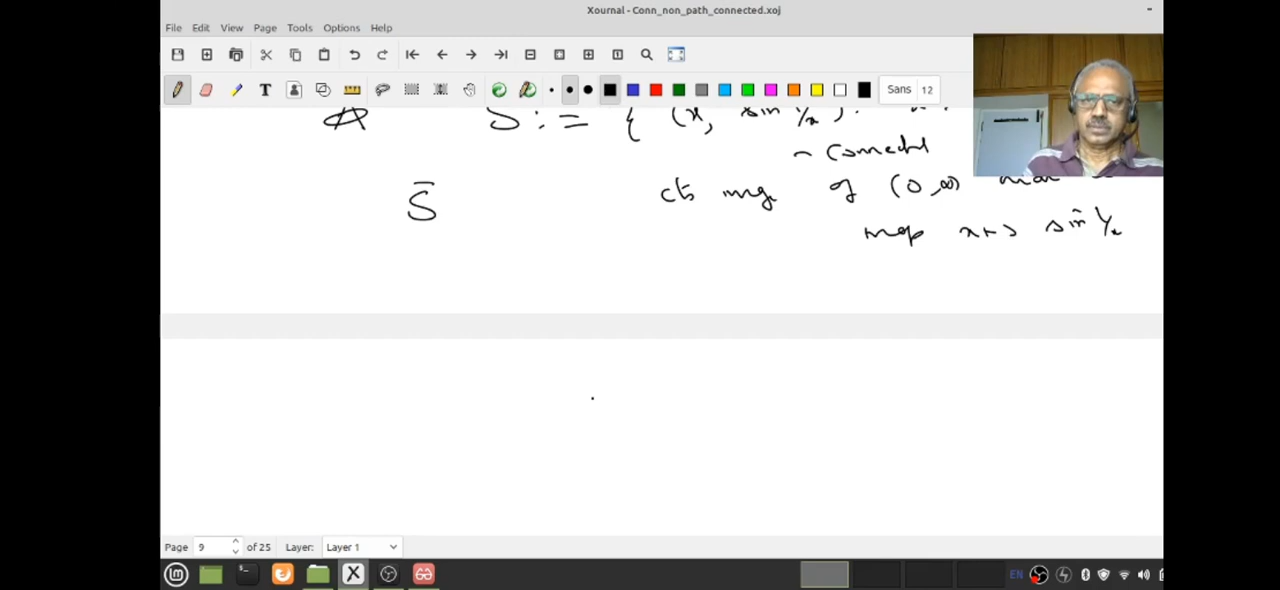 Xournal - Conn_non_path_connected.xoj
File Edit View Page Tools Options Help
Sans 12
S := { (x, sin 1/x) :
~ Connected
S̄
cts img. of (0, ∞)
map x ↦ sin 1/x
Page 9 of 25 Layer: Layer 1
EN